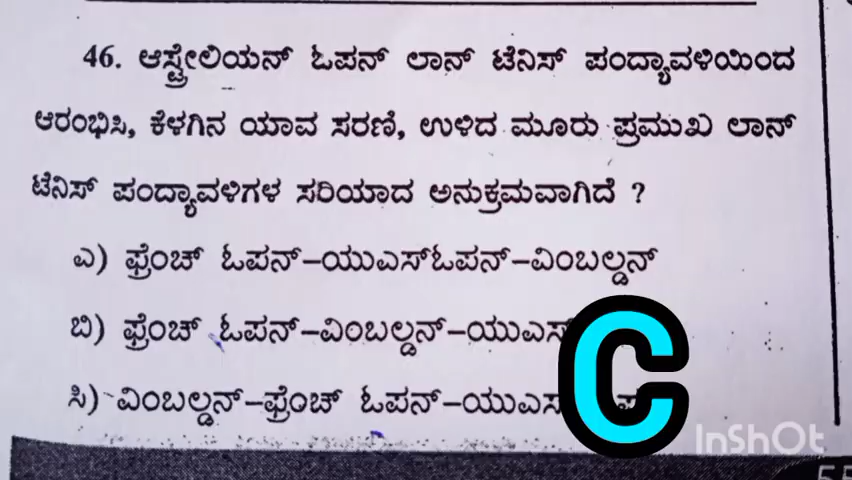 46. ಆಸ್ಟ್ರೇಲಿಯನ್ ಓಪನ್ ಲಾನ್ ಟೆನಿಸ್ ಪಂದ್ಯಾವಳಿಯಿಂದ
ಆರಂಭಿಸಿ, ಕೆಳಗಿನ ಯಾವ ಸರಣಿ, ಉಳಿದ ಮೂರು ಪ್ರಮುಖ ಲಾನ್
ಟೆನಿಸ್ ಪಂದ್ಯಾವಳಿಗಳ ಸರಿಯಾದ ಅನುಕ್ರಮವಾಗಿದೆ ?
ಎ) ಫ್ರೆಂಚ್ ಓಪನ್-ಯುಎಸ್ಓಪನ್-ವಿಂಬಲ್ಡನ್
ಬಿ) ಫ್ರೆಂಚ್ ಓಪನ್-ವಿಂಬಲ್ಡನ್-ಯುಎಸ್
ಸಿ) ವಿಂಬಲ್ಡನ್-ಫ್ರೆಂಚ್ ಓಪನ್-ಯುಎಸ್
C
InShOt